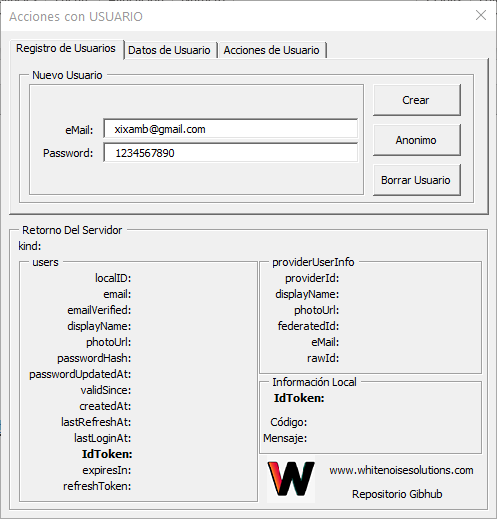 Acciones con USUARIO
Registro de Usuarios Datos de Usuario Acciones de Usuario
Nuevo Usuario
Crear
eMail: xixamb@gmail.com
Anonimo
Password: 1234567890
Borrar Usuario
Retorno Del Servidor
kind:
users
localID:
email:
emailVerified:
displayName:
photoUrl:
passwordHash:
passwordUpdatedAt:
validSince:
createdAt:
lastRefreshAt:
lastLoginAt:
IdToken:
expiresIn:
refreshToken:
providerUserInfo
providerId:
displayName:
photoUrl:
federatedId:
eMail:
rawId:
Información Local
IdToken:
Código:
Mensaje:
W
www.whitenoisesolutions.com
Repositorio Gibhub